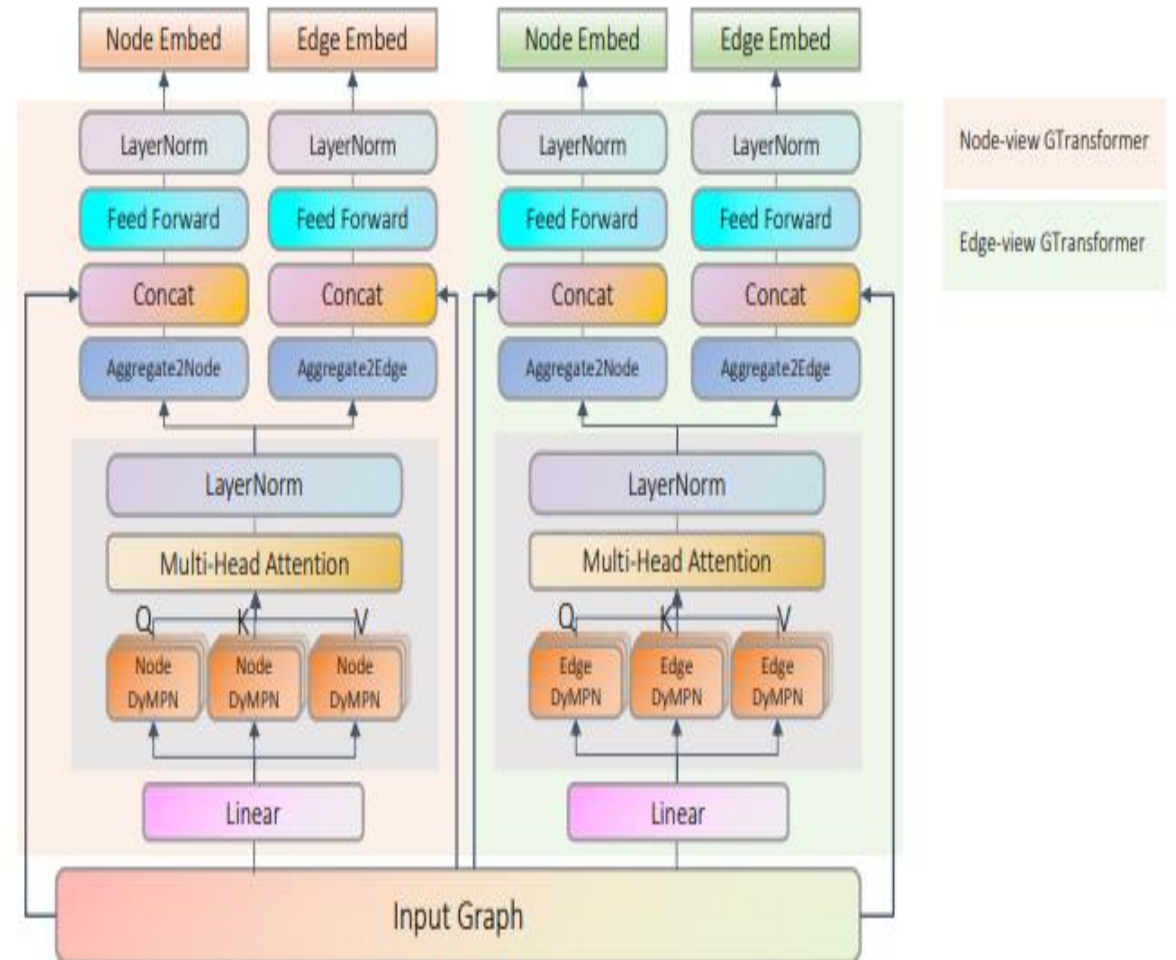 Node Embed
Edge Embed
Node Embed
Edge Embed
LayerNorm
LayerNorm
LayerNorm
LayerNorm
Node-view GTransformer
Feed Forward
Feed Forward
Feed Forward
Feed Forward
Edge-view GTransformer
Concat
Concat
Concat
Concat
Aggregate2Node
Aggregate2Edge
Aggregate2Node
Aggregate2Edge
LayerNorm
LayerNorm
Multi-Head Attention
Multi-Head Attention
Q
K
V
Q
K
V
Node
DyMPN
Node
DyMPN
Node
DyMPN
Edge
DyMPN
Edge
DyMPN
Edge
DyMPN
Linear
Linear
Input Graph